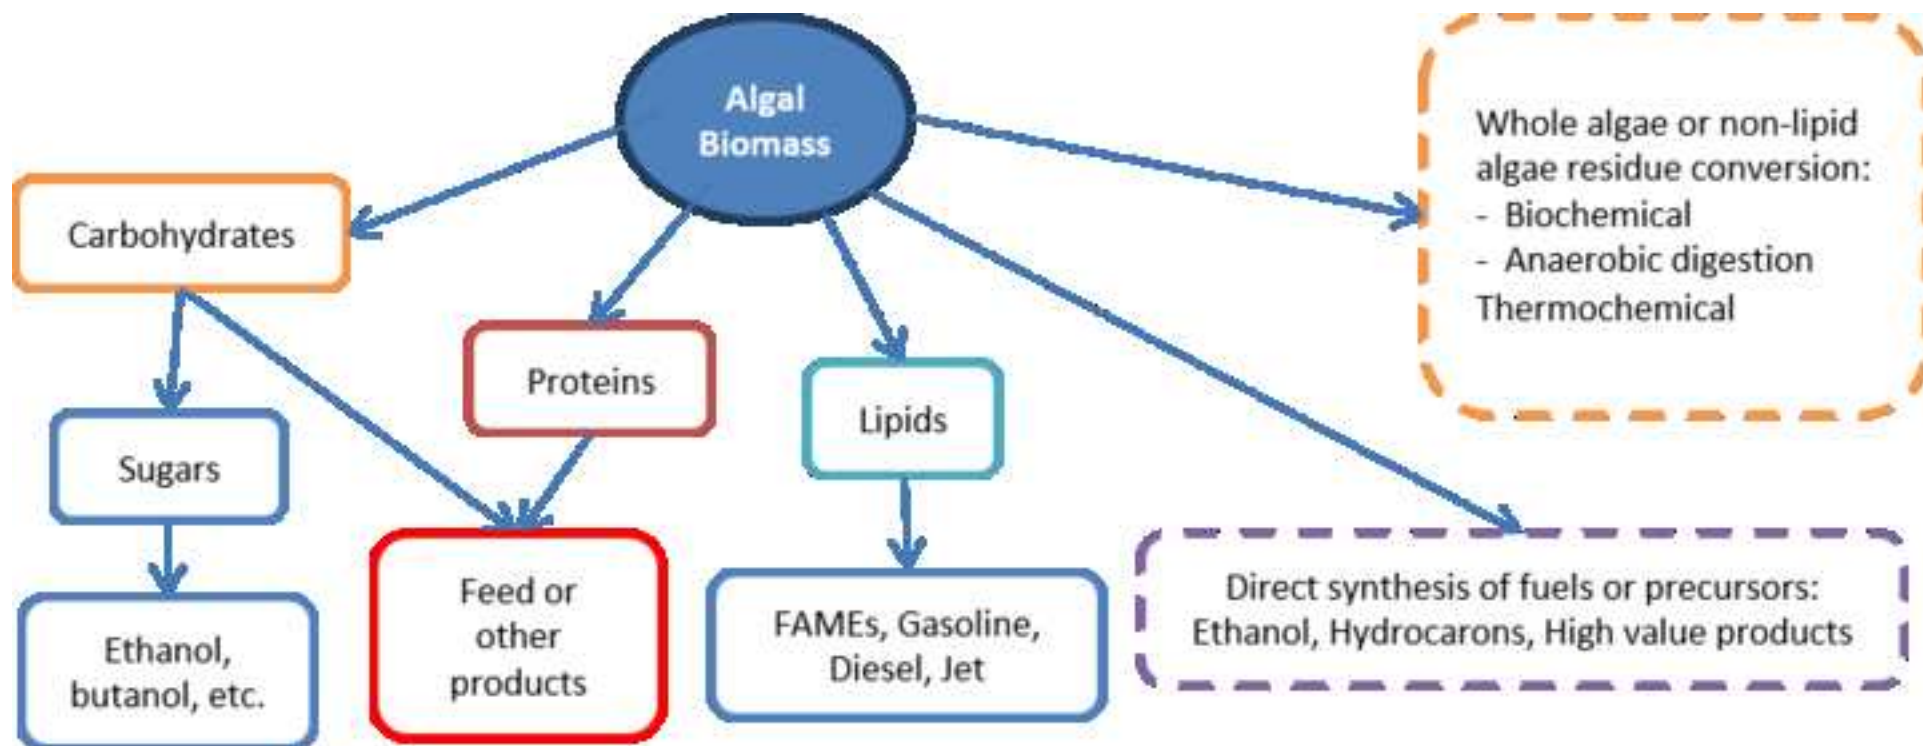 Algal
Biomass
Whole algae or non-lipid
algae residue conversion:
- Biochemical
- Anaerobic digestion
Thermochemical
Carbohydrates
Proteins
Lipids
Sugars
Ethanol,
butanol, etc.
Feed or
other
products
FAMEs, Gasoline,
Diesel, Jet
Direct synthesis of fuels or precursors:
Ethanol, Hydrocarons, High value products